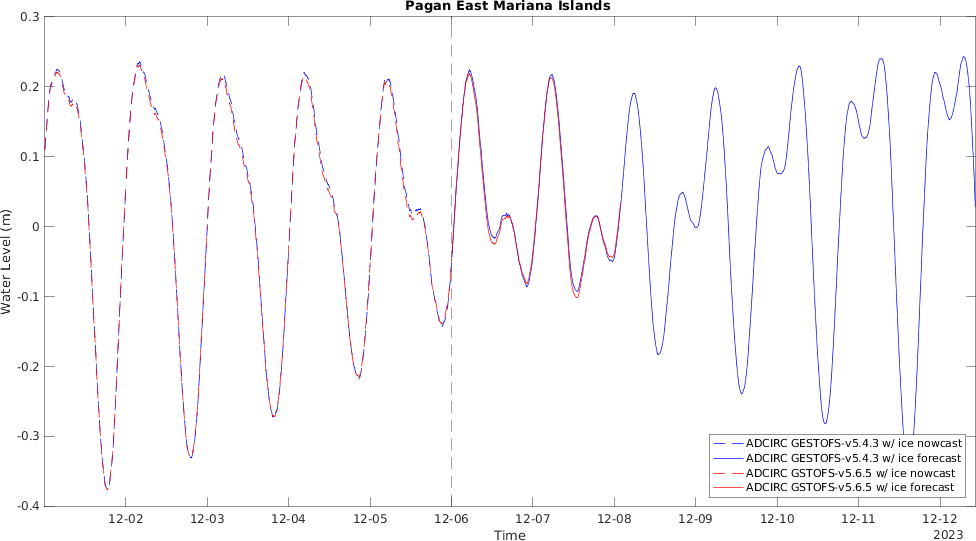 Pagan East Mariana Islands
0.3
0.2
0.1
0
-0.1
-0.2
-0.3
-0.4
Water Level (m)
ADCIRC GESTOFS-v5.4.3 w/ ice nowcast
ADCIRC GESTOFS-v5.4.3 w/ ice forecast
ADCIRC GSTOFS-v5.6.5 w/ ice nowcast
ADCIRC GSTOFS-v5.6.5 w/ ice forecast
12-02 12-03 12-04 12-05 12-06 12-07 12-08 12-09 12-10 12-11 12-12
2023
Time